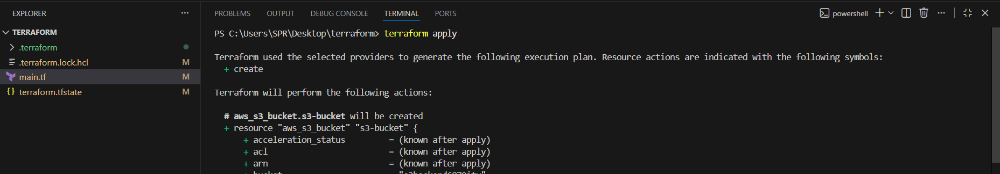 EXPLORER
TERRAFORM
.terraform
.terraform.lock.hcl M
main.tf M
terraform.tfstate M
PROBLEMS OUTPUT DEBUG CONSOLE TERMINAL PORTS
powershell
PS C:\Users\SPR\Desktop\terraform> terraform apply
Terraform used the selected providers to generate the following execution plan. Resource actions are indicated with the following symbols:
+ create
Terraform will perform the following actions:
# aws_s3_bucket.s3-bucket will be created
+ resource "aws_s3_bucket" "s3-bucket" {
+ acceleration_status = (known after apply)
+ acl = (known after apply)
+ arn = (known after apply)
+ bucket